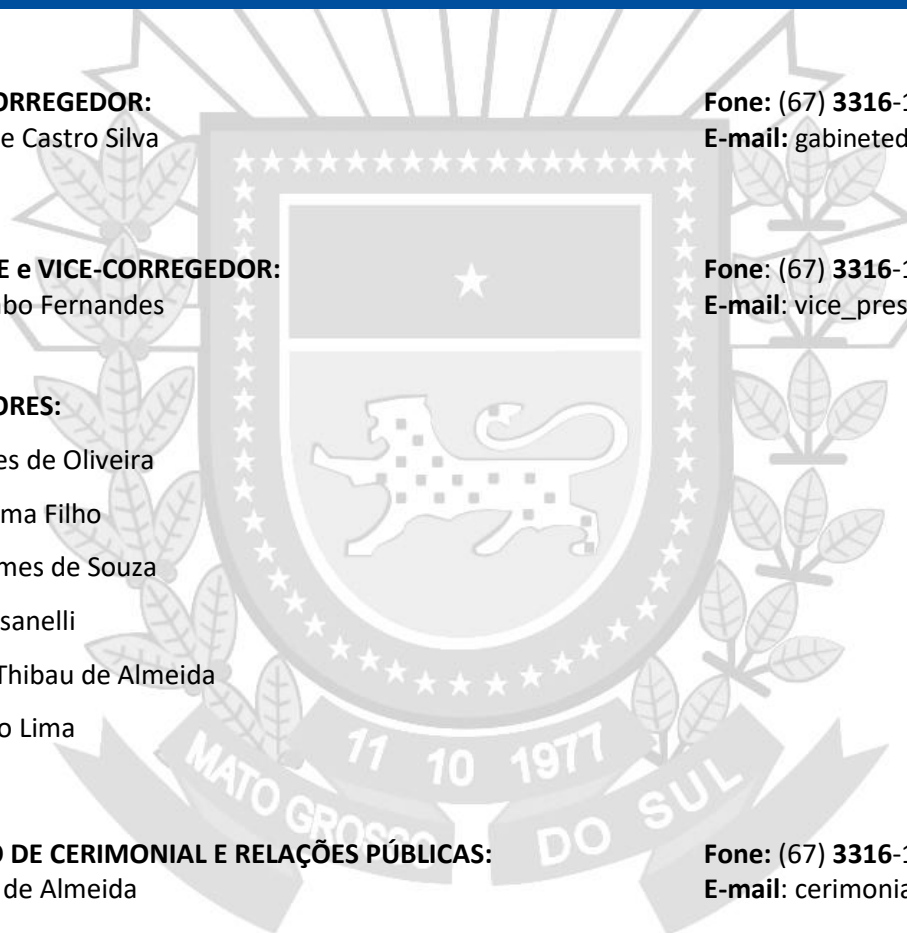 ORREGEDOR:
e Castro Silva
Fone: (67) 3316-1
E-mail: gabineted
E e VICE-CORREGEDOR:
bo Fernandes
Fone: (67) 3316-1
E-mail: vice_pres
ORES:
es de Oliveira
ma Filho
mes de Souza
sanelli
Thibau de Almeida
o Lima
11 10 1977
MATO GROSSO DO SUL
O DE CERIMONIAL E RELAÇÕES PÚBLICAS:
de Almeida
Fone: (67) 3316-1
E-mail: cerimonia